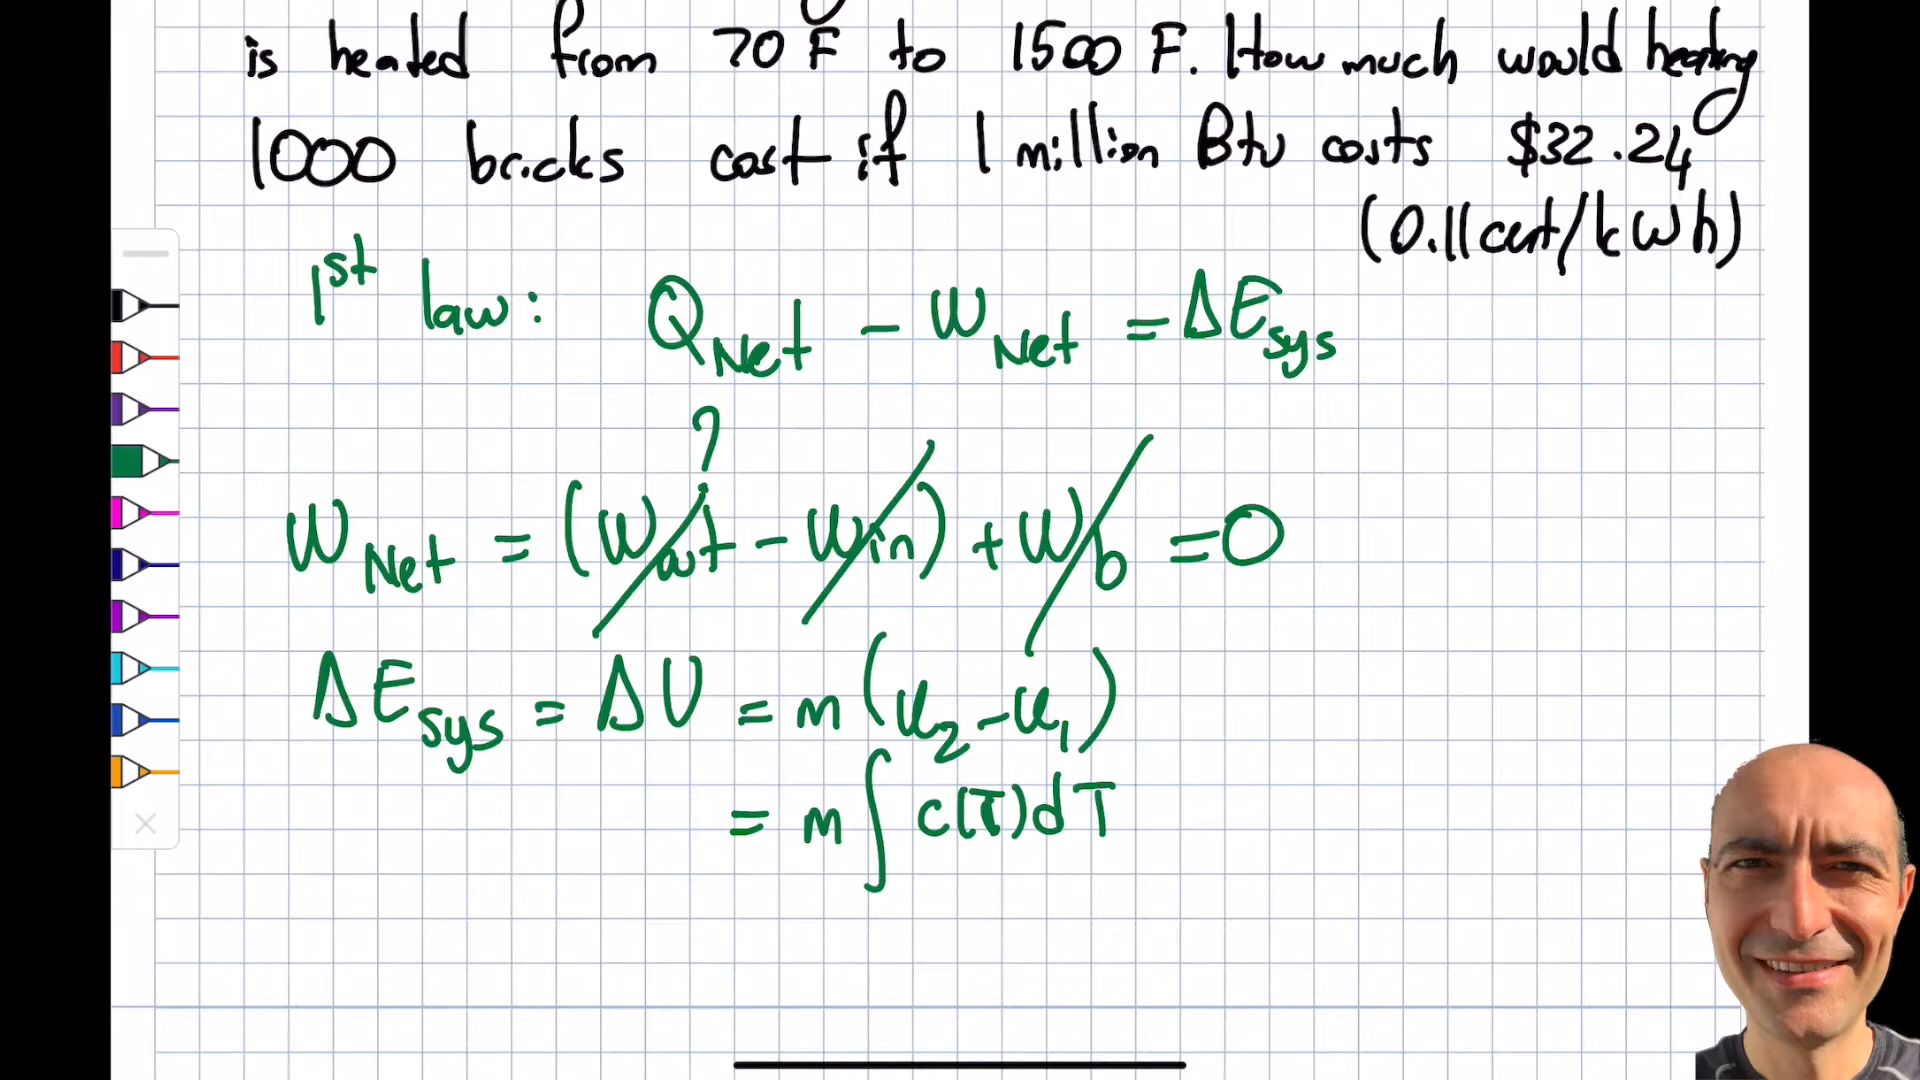 is heated from 70 F to 1500 F. How much would heating
1000 bricks cost if 1 million Btu costs $32.24
(0.11 cent/kWh)
1st law: QNet - WNet = ΔEsys
?
WNet = (Wout - Win) + Wb = 0
ΔEsys = ΔU = m(u2 - u1)
= m∫ c(T)dT